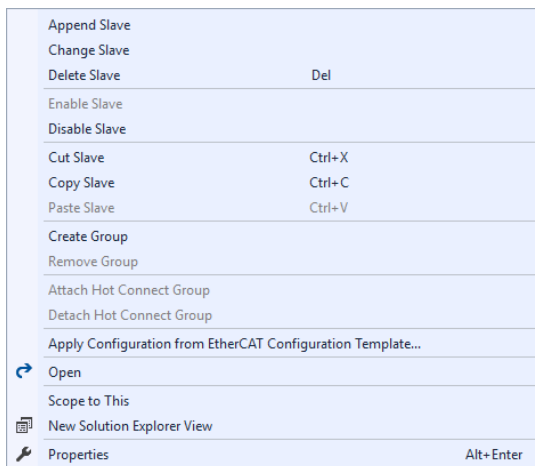 Append Slave
Change Slave
Delete Slave Del
Enable Slave
Disable Slave
Cut Slave Ctrl+X
Copy Slave Ctrl+C
Paste Slave Ctrl+V
Create Group
Remove Group
Attach Hot Connect Group
Detach Hot Connect Group
Apply Configuration from EtherCAT Configuration Template...
Open
Scope to This
New Solution Explorer View
Properties Alt+Enter